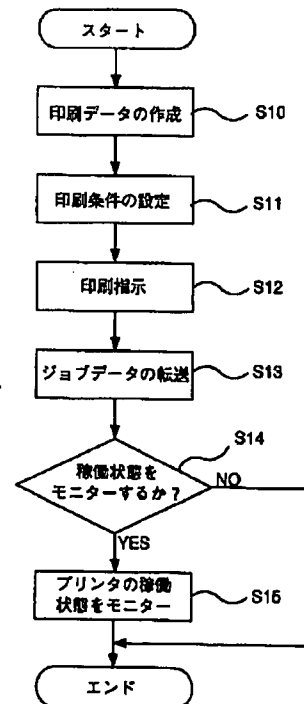 スタート
印刷データの作成
S10
印刷条件の設定
S11
印刷指示
S12
ジョブデータの転送
S13
S14
稼働状態を
モニターするか？
NO
YES
プリンタの稼働
状態をモニター
S15
エンド